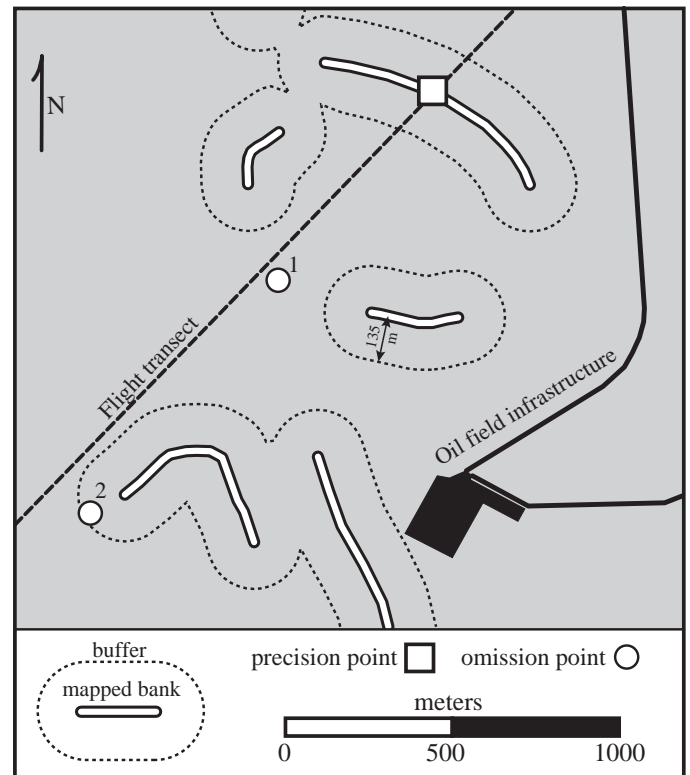 N
1
135
m
Flight transect
Oil field infrastructure
2
buffer
mapped bank
precision point
omission point
meters
0 500 1000